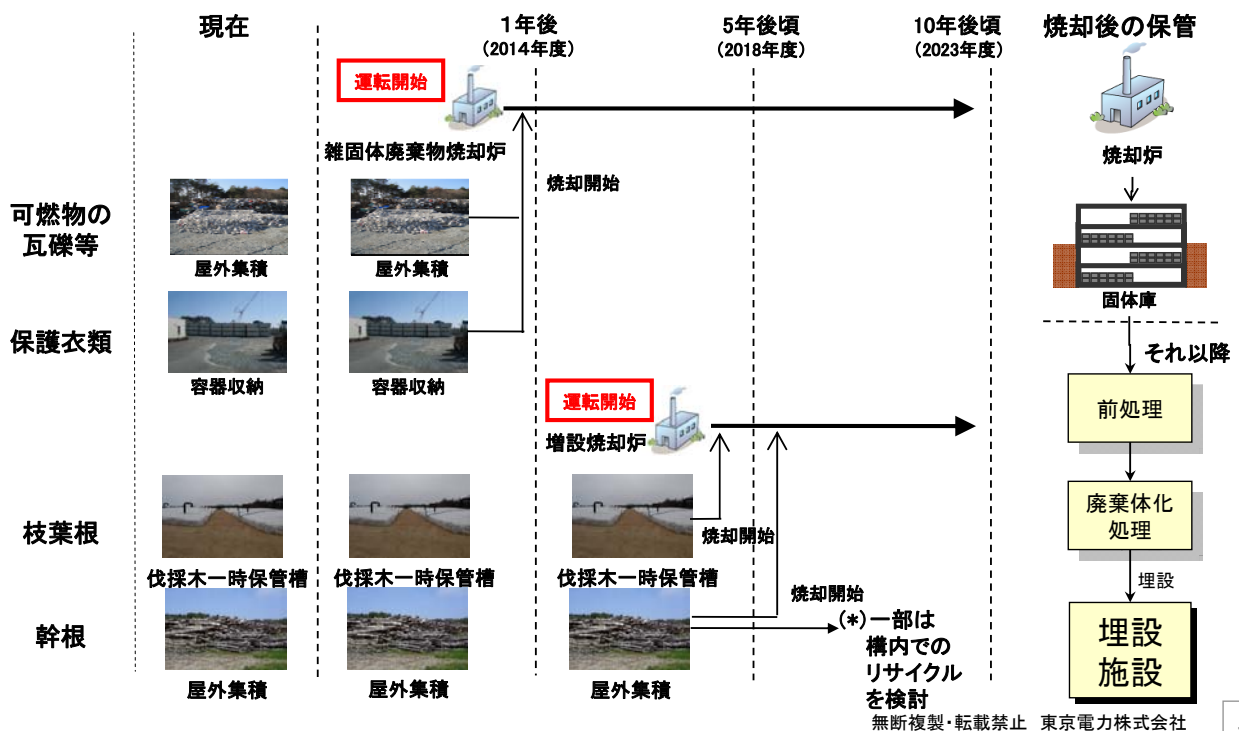 現在
1年後
(2014年度)
5年後頃
(2018年度)
10年後頃
(2023年度)
焼却後の保管
運転開始
雑固体廃棄物焼却炉
焼却開始
焼却炉
可燃物の
瓦礫等
屋外集積
屋外集積
固体庫
保護衣類
容器収納
容器収納
それ以降
運転開始
増設焼却炉
前処理
枝葉根
伐採木一時保管槽
伐採木一時保管槽
伐採木一時保管槽
焼却開始
廃棄体化
処理
埋設
幹根
屋外集積
屋外集積
屋外集積
焼却開始
(*)一部は
構内での
リサイクル
を検討
埋設
施設
無断複製・転載禁止 東京電力株式会社